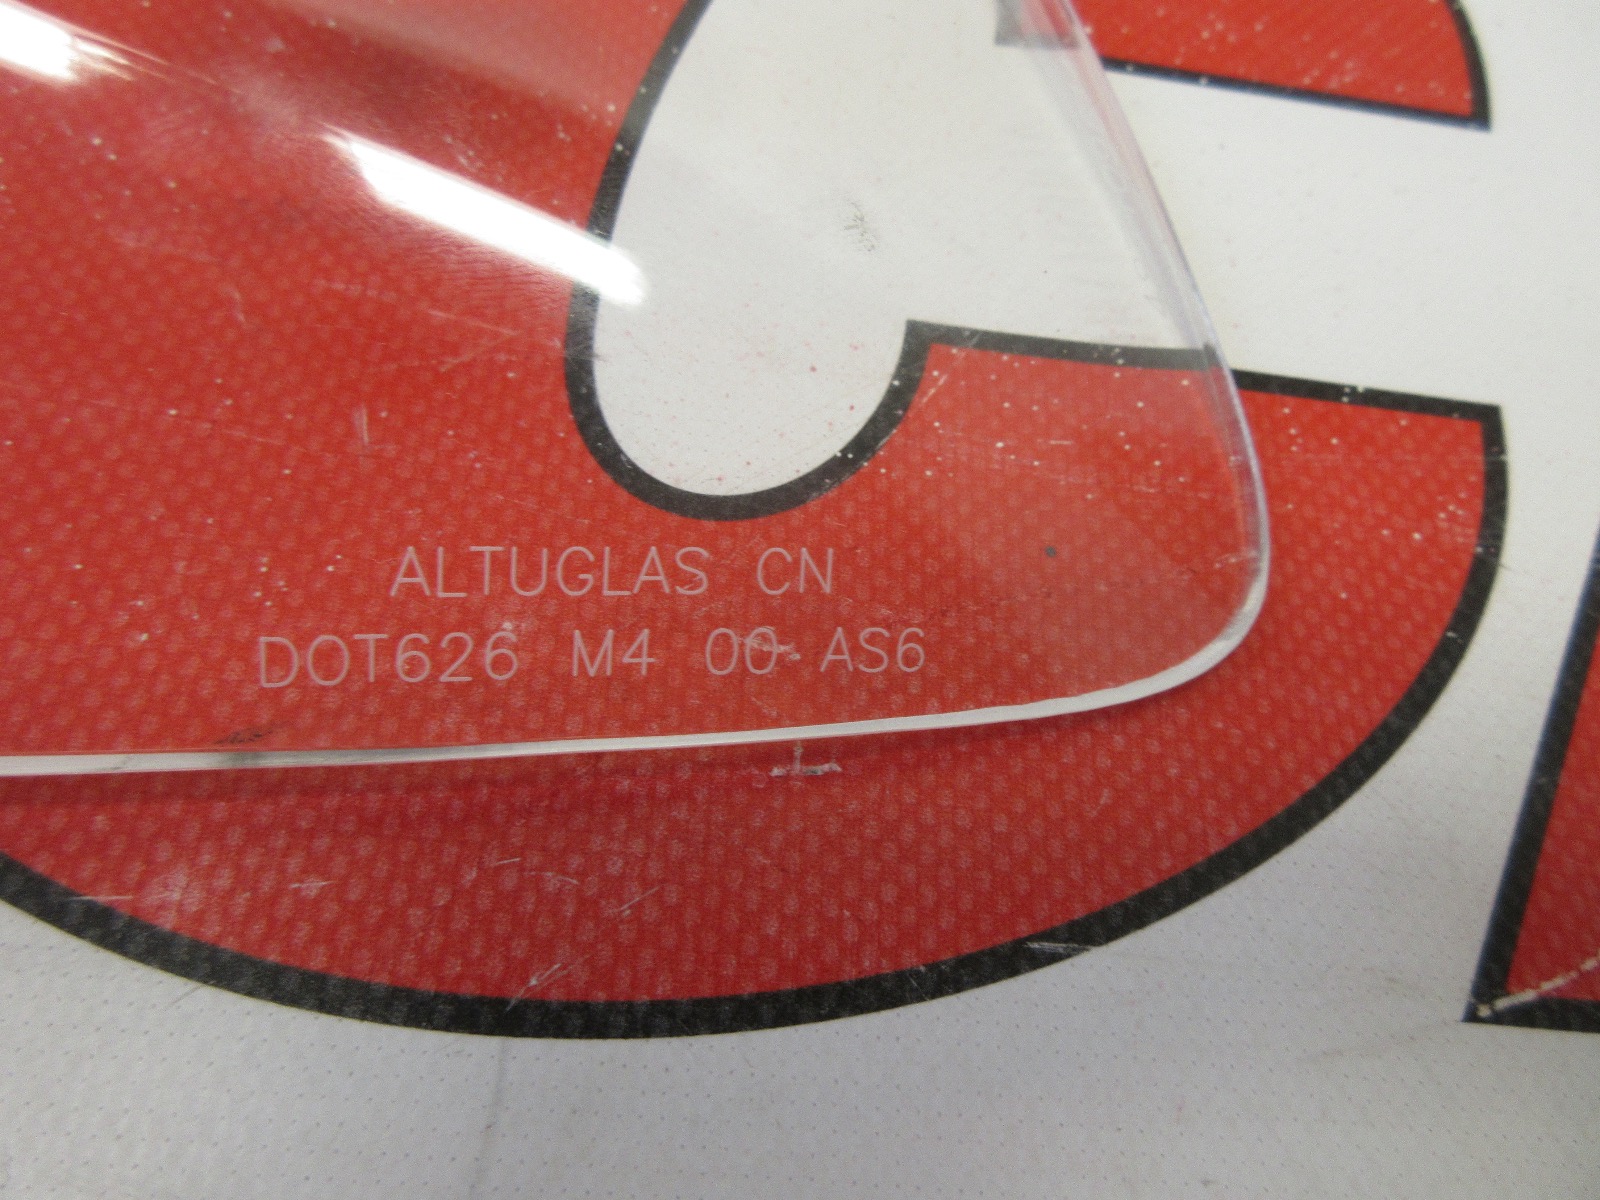 ALTUGLAS CN
DOT626 M4 00 AS6